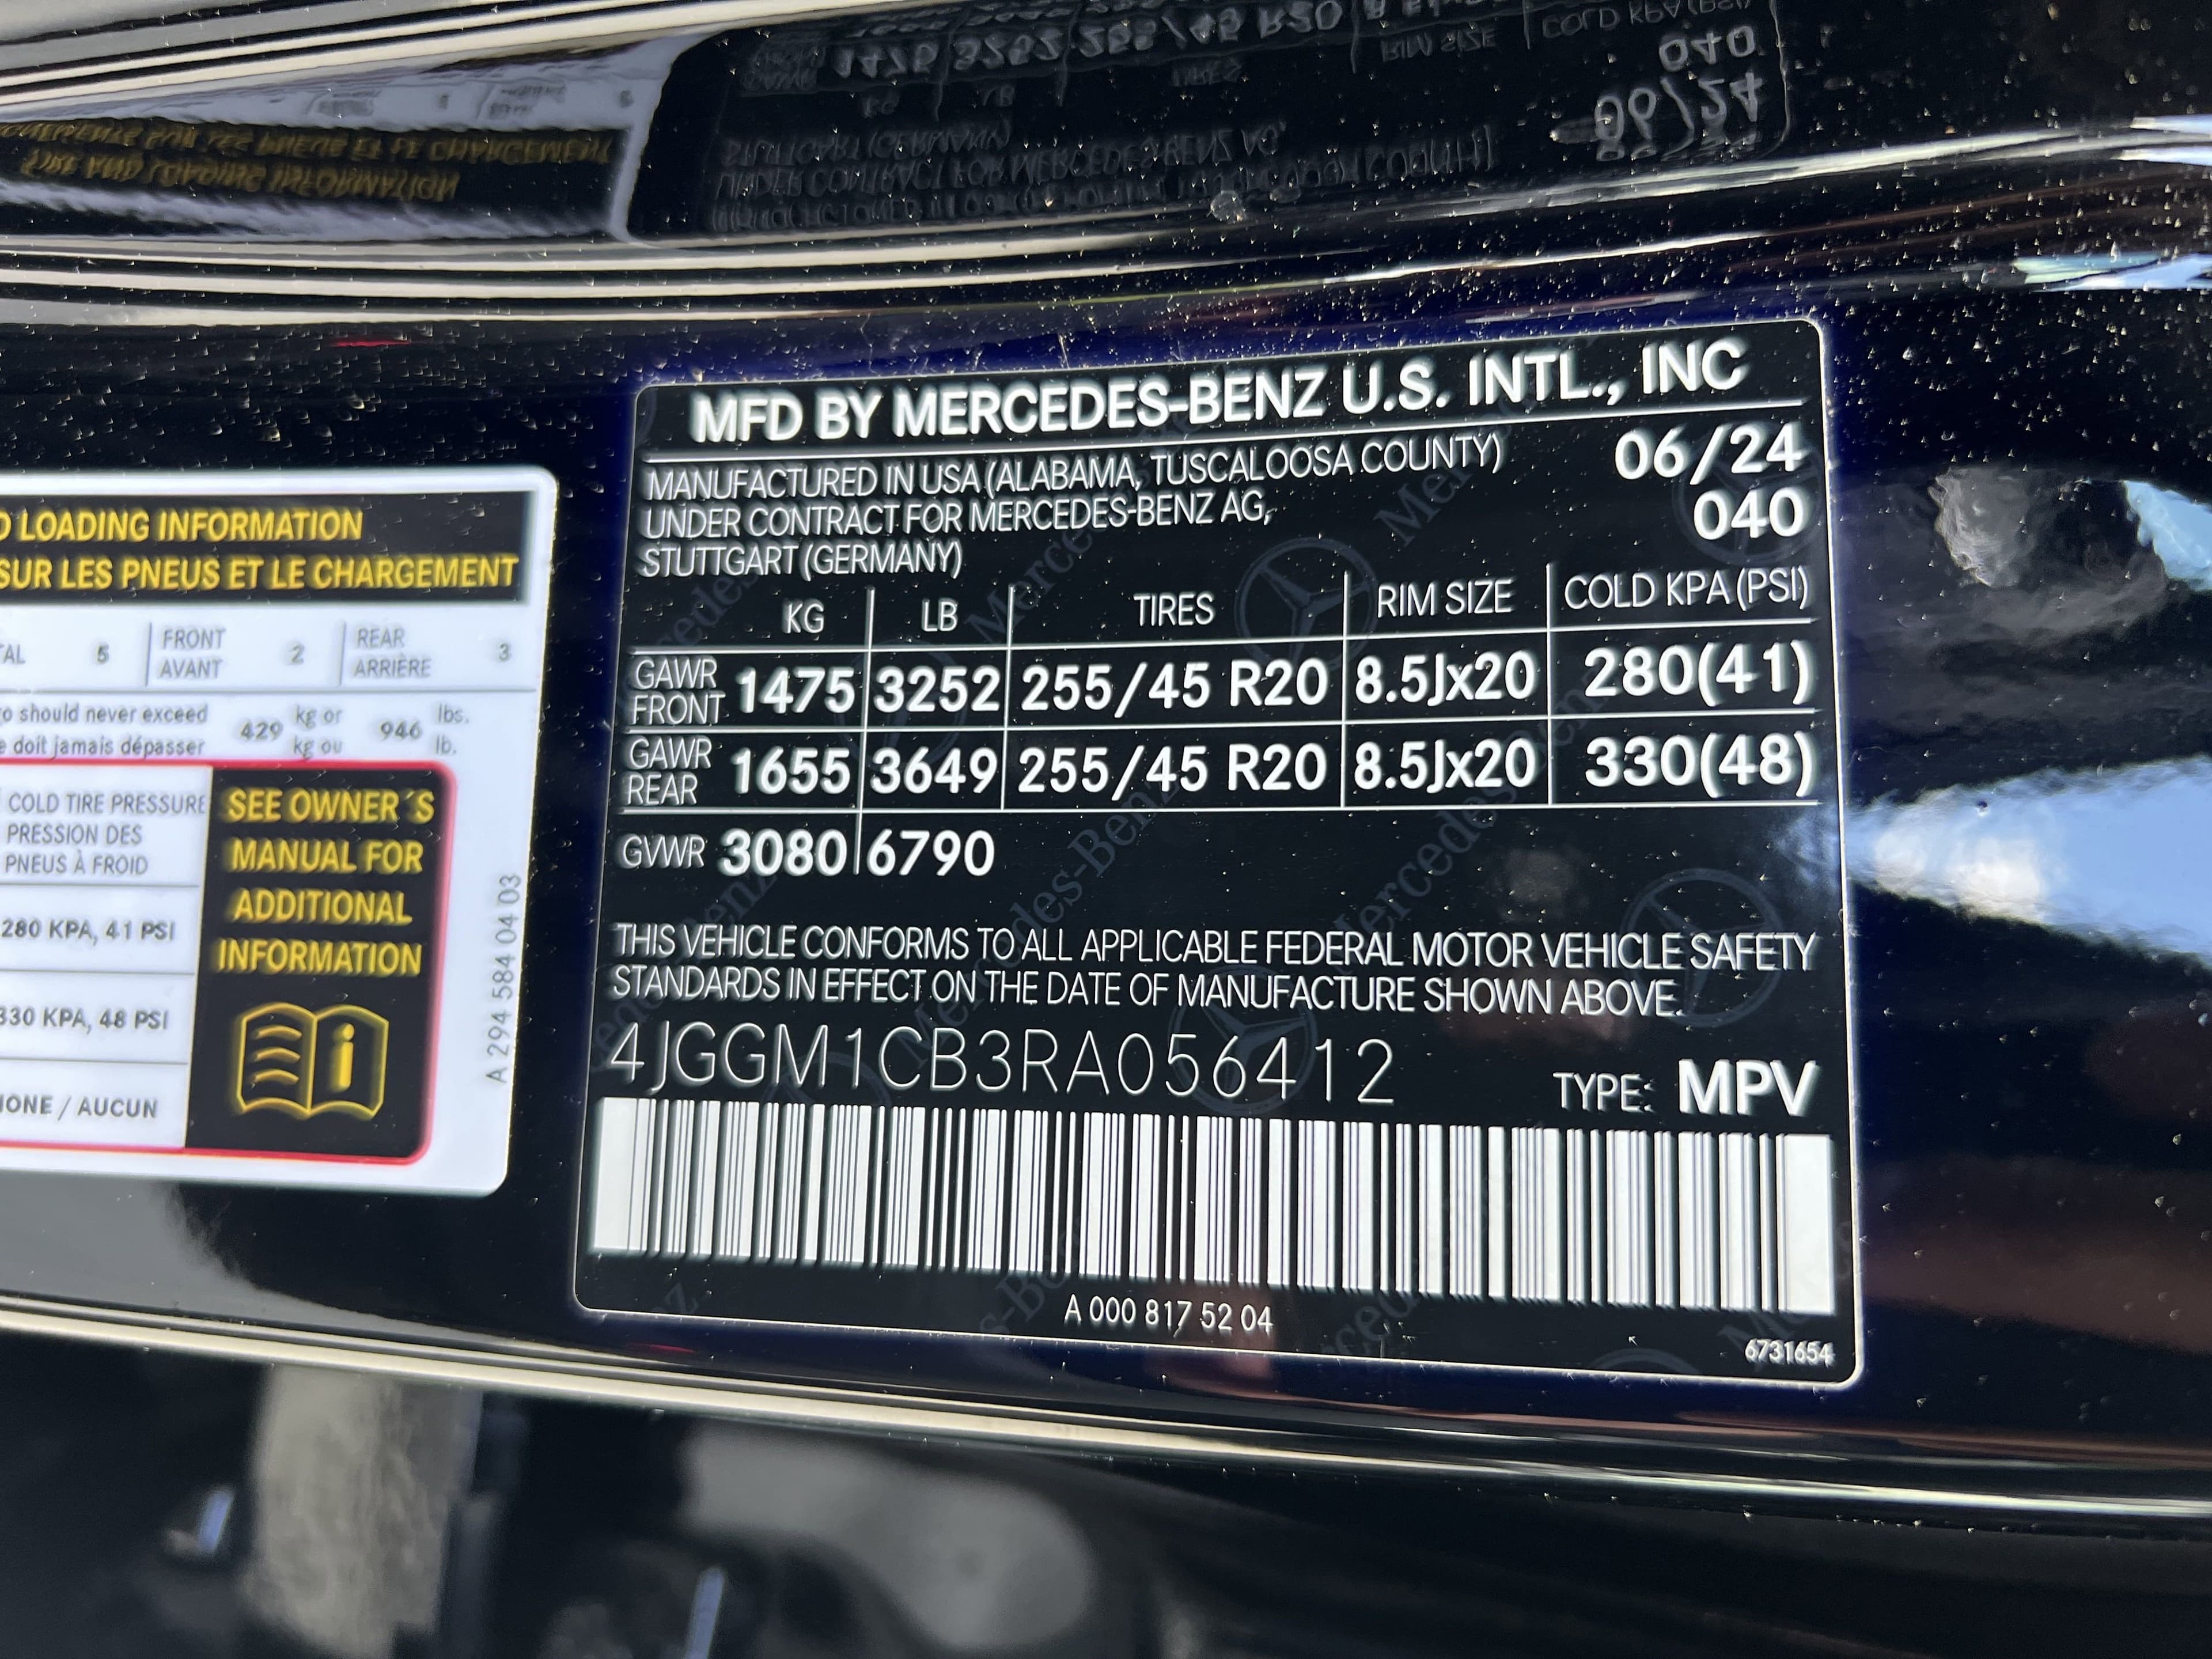 D LOADING INFORMATION
SUR LES PNEUS ET LE CHARGEMENT
AL 5 FRONT AVANT 2 REAR ARRIÈRE 3
o should never exceed 429 kg or 946 lbs.
e doit jamais dépasser kg ou lb.
COLD TIRE PRESSURE
PRESSION DES
PNEUS À FROID
280 KPA, 41 PSI
330 KPA, 48 PSI
IONE / AUCUN
SEE OWNER´S
MANUAL FOR
ADDITIONAL
INFORMATION
A 294 584 04 03
MFD BY MERCEDES-BENZ U.S. INTL., INC
MANUFACTURED IN USA (ALABAMA, TUSCALOOSA COUNTY) 06/24
UNDER CONTRACT FOR MERCEDES-BENZ AG, 040
STUTTGART (GERMANY)
KG LB TIRES RIM SIZE COLD KPA (PSI)
GAWR FRONT 1475 3252 255/45 R20 8.5Jx20 280(41)
GAWR REAR 1655 3649 255/45 R20 8.5Jx20 330(48)
GVWR 3080 6790
THIS VEHICLE CONFORMS TO ALL APPLICABLE FEDERAL MOTOR VEHICLE SAFETY
STANDARDS IN EFFECT ON THE DATE OF MANUFACTURE SHOWN ABOVE.
4JGGM1CB3RA056412 TYPE: MPV
A 000 817 52 04
6731654